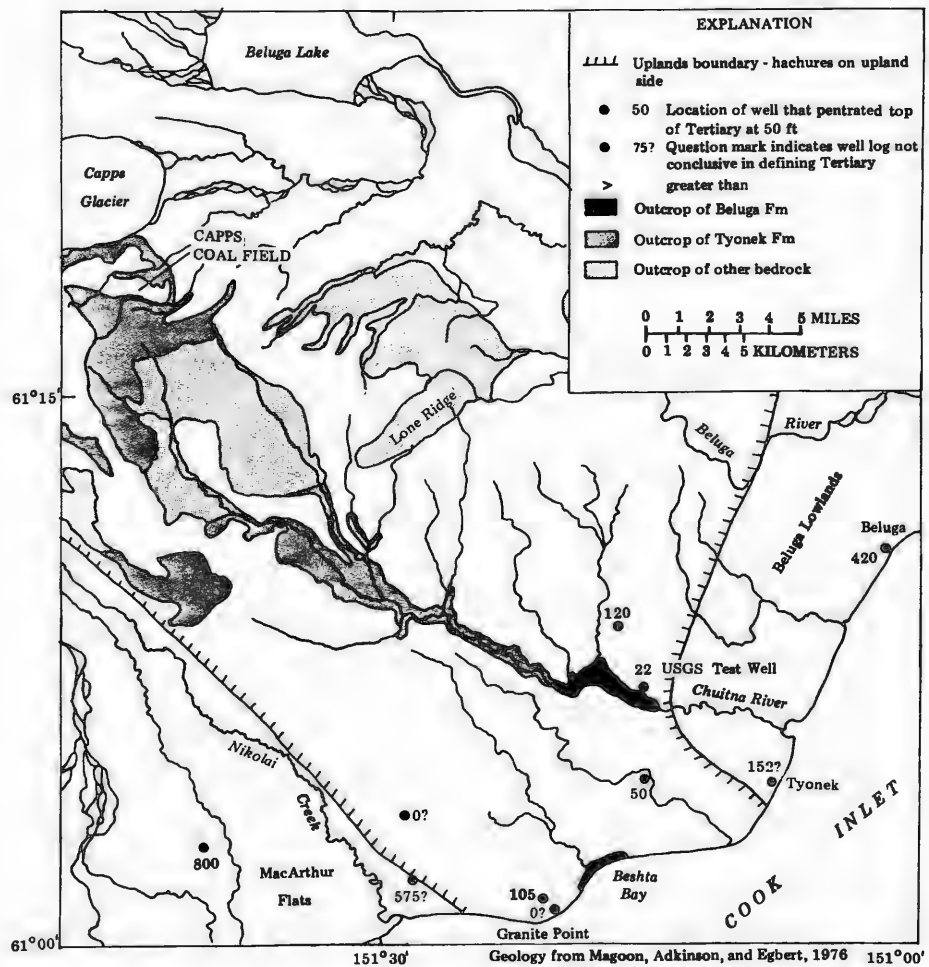 EXPLANATION
Uplands boundary - hachures on upland
side
50 Location of well that pentrated top
of Tertiary at 50 ft
75? Question mark indicates well log not
conclusive in defining Tertiary
> greater than
Outcrop of Beluga Fm
Outcrop of Tyonek Fm
Outcrop of other bedrock
0 1 2 3 4 5 MILES
0 1 2 3 4 5 KILOMETERS
Beluga Lake
Capps
Glacier
CAPPS
COAL FIELD
61°15'
Lone Ridge
Beluga
River
Beluga Lowlands
Beluga
420
120
22 USGS Test Well
Chuitna River
152?
Tyonek
50
Nikolai
Creek
0?
800
MacArthur
Flats
575?
105
0?
Beshta
Bay
Granite Point
COOK INLET
61°00'
151°30'
Geology from Magoon, Adkinson, and Egbert, 1976
151°00'